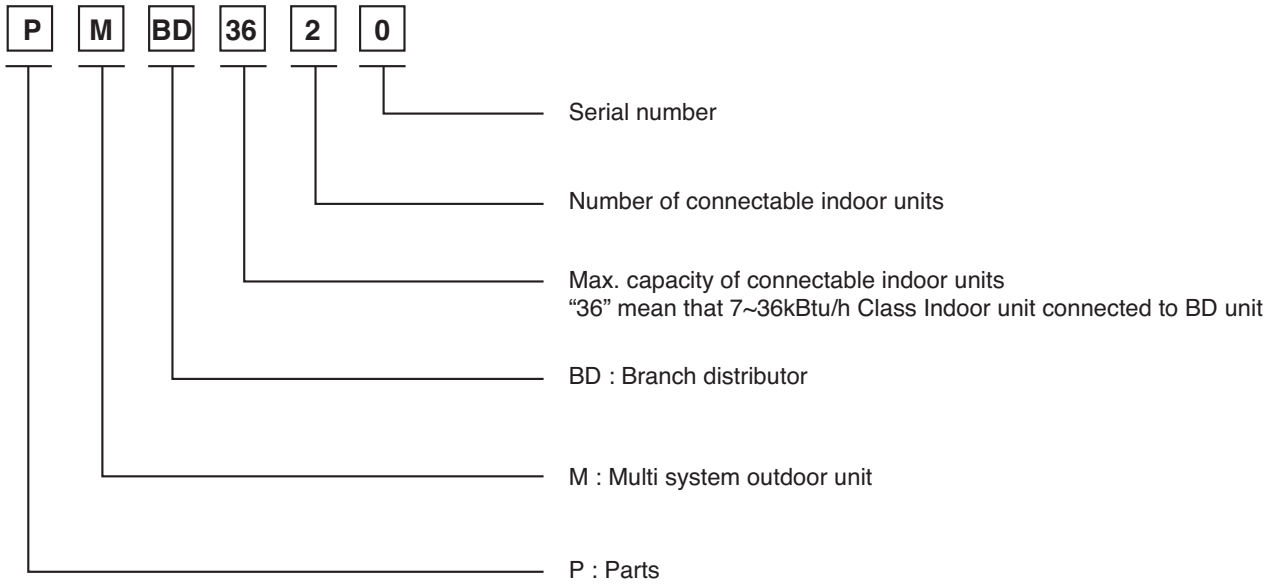 P M BD 36 2 0
Serial number
Number of connectable indoor units
Max. capacity of connectable indoor units
“36” mean that 7~36kBtu/h Class Indoor unit connected to BD unit
BD : Branch distributor
M : Multi system outdoor unit
P : Parts